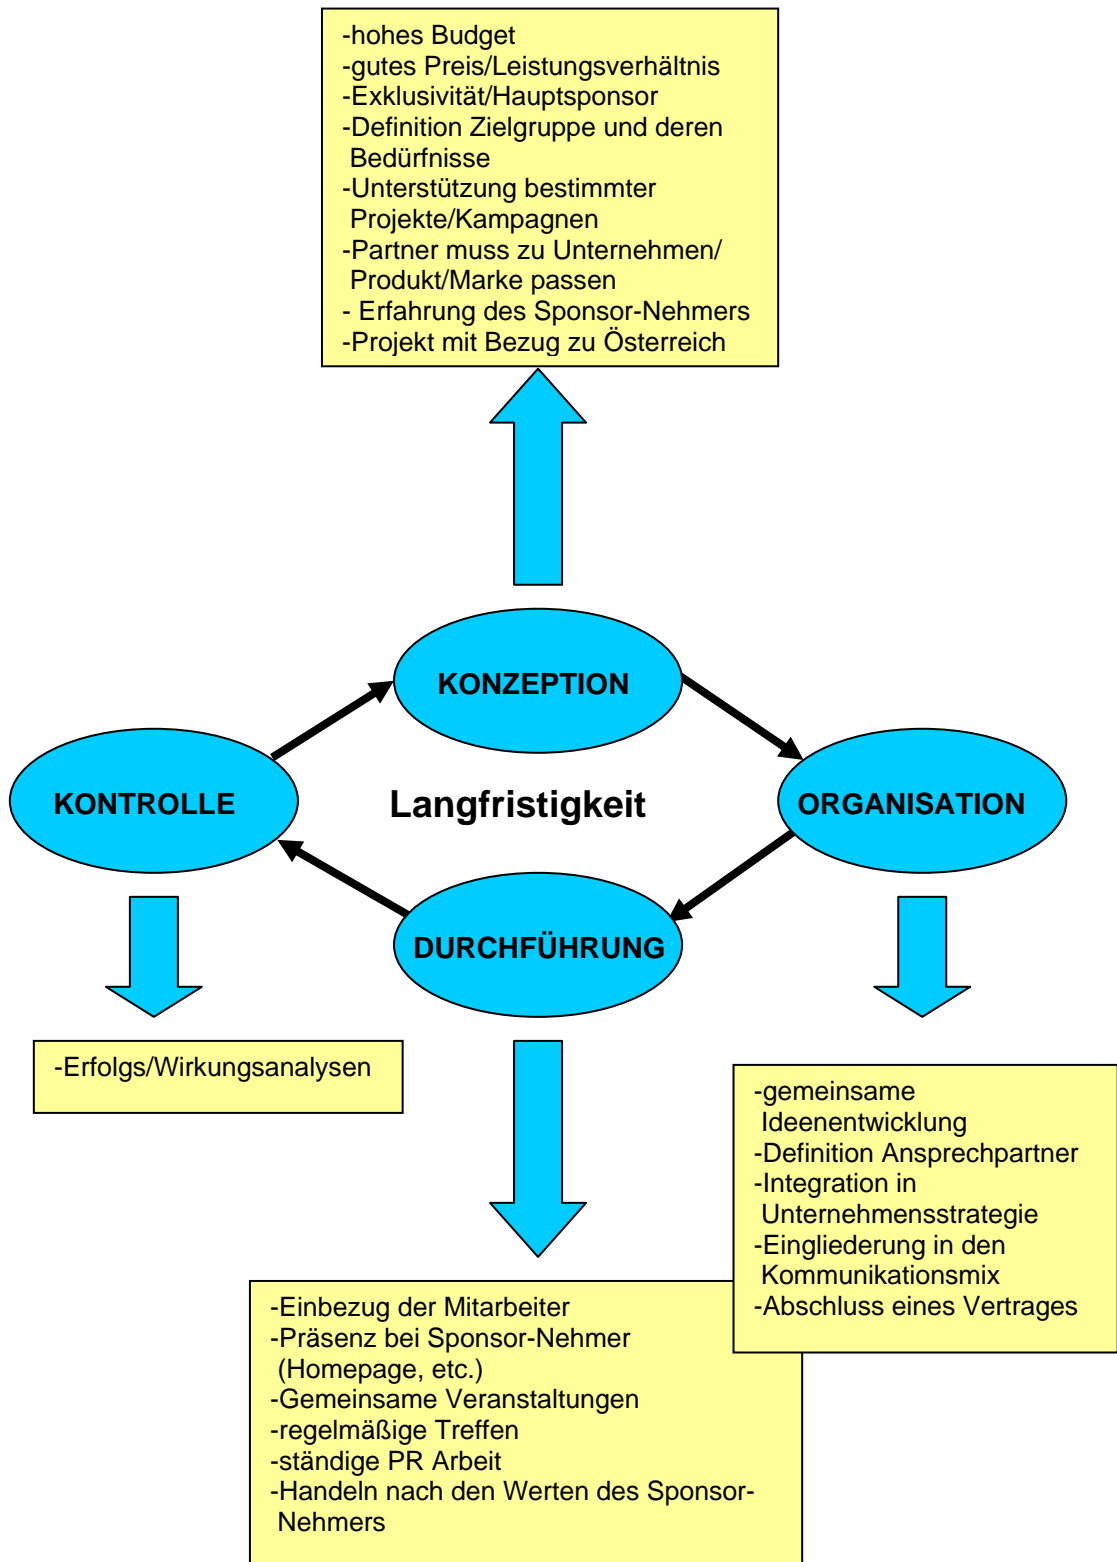 -hohes Budget
-gutes Preis/Leistungsverhältnis
-Exklusivität/Hauptsponsor
-Definition Zielgruppe und deren
Bedürfnisse
-Unterstützung bestimmter
Projekte/Kampagnen
-Partner muss zu Unternehmen/
Produkt/Marke passen
- Erfahrung des Sponsor-Nehmers
-Projekt mit Bezug zu Österreich
KONZEPTION
KONTROLLE
Langfristigkeit
ORGANISATION
DURCHFÜHRUNG
-Erfolgs/Wirkungsanalysen
-gemeinsame
Ideenentwicklung
-Definition Ansprechpartner
-Integration in
Unternehmensstrategie
-Eingliederung in den
Kommunikationsmix
-Abschluss eines Vertrages
-Einbezug der Mitarbeiter
-Präsenz bei Sponsor-Nehmer
(Homepage, etc.)
-Gemeinsame Veranstaltungen
-regelmäßige Treffen
-ständige PR Arbeit
-Handeln nach den Werten des Sponsor-
Nehmers